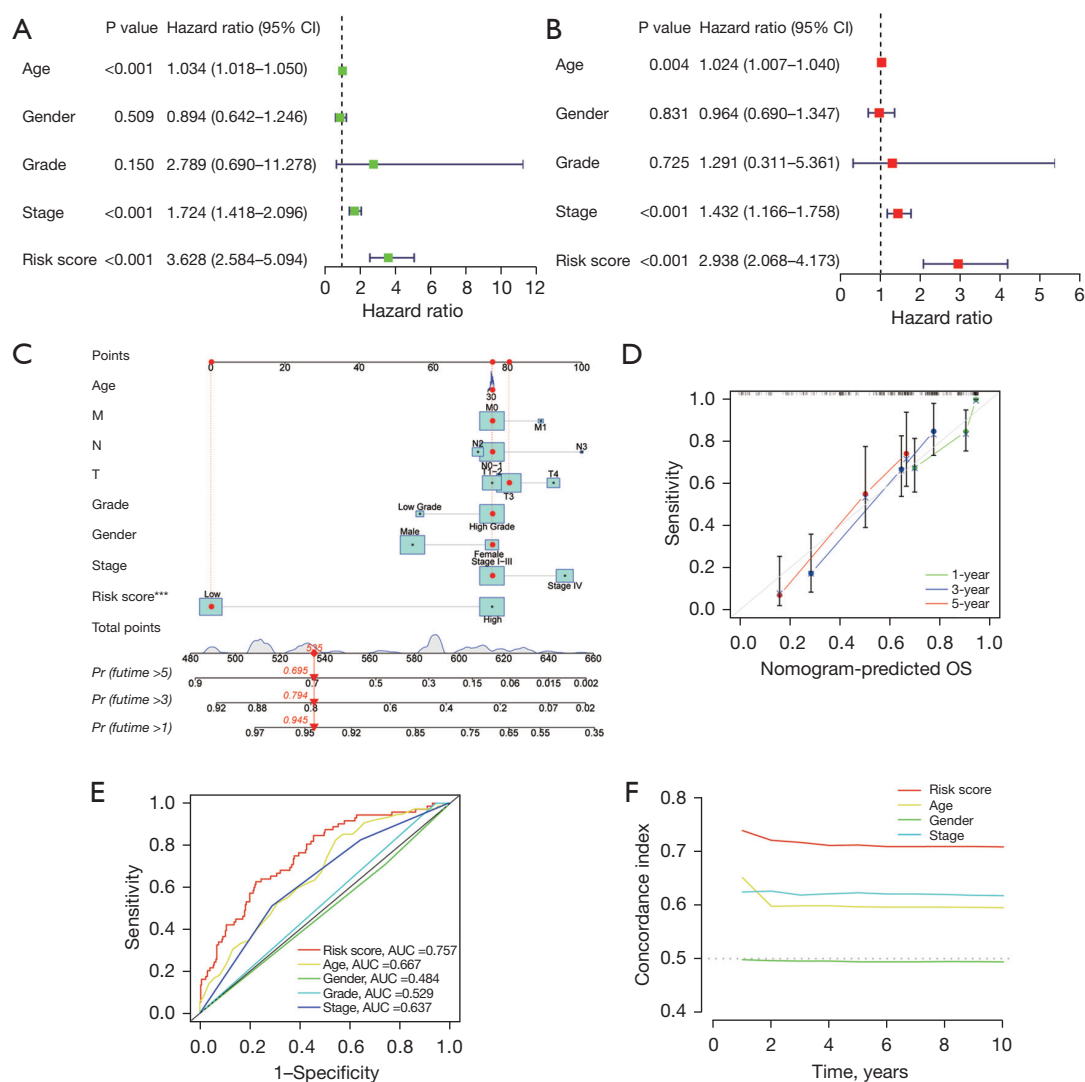 A
P value Hazard ratio (95% CI)
Age <0.001 1.034 (1.018–1.050)
Gender 0.509 0.894 (0.642–1.246)
Grade 0.150 2.789 (0.690–11.278)
Stage <0.001 1.724 (1.418–2.096)
Risk score <0.001 3.628 (2.584–5.094)
0 2 4 6 8 10 12
Hazard ratio
B
P value Hazard ratio (95% CI)
Age 0.004 1.024 (1.007–1.040)
Gender 0.831 0.964 (0.690–1.347)
Grade 0.725 1.291 (0.311–5.361)
Stage <0.001 1.432 (1.166–1.758)
Risk score <0.001 2.938 (2.068–4.173)
0 1 2 3 4 5 6
Hazard ratio
C
Points
0 20 40 60 80 100
Age
30
M
M0
M1
N
N2
N3
N0–1
T
T1–2
T4
T3
Grade
Low Grade
High Grade
Gender
Male
Female
Stage
Stage I–III
Stage IV
Risk score***
Low
High
Total points
535
480 500 520 540 560 580 600 620 640 660
Pr (futime >5)
0.695
0.9 0.7 0.5 0.3 0.15 0.06 0.015 0.002
Pr (futime >3)
0.794
0.92 0.88 0.8 0.6 0.4 0.2 0.07 0.02
Pr (futime >1)
0.945
0.97 0.95 0.92 0.85 0.75 0.65 0.55 0.35
D
Sensitivity
1.0
0.8
0.6
0.4
0.2
0.0
1-year
3-year
5-year
0.0 0.2 0.4 0.6 0.8 1.0
Nomogram-predicted OS
E
Sensitivity
1.0
0.8
0.6
0.4
0.2
0.0
Risk score, AUC =0.757
Age, AUC =0.667
Gender, AUC =0.484
Grade, AUC =0.529
Stage, AUC =0.637
0.0 0.2 0.4 0.6 0.8 1.0
1–Specificity
F
Concordance index
0.8
0.7
0.6
0.5
0.4
Risk score
Age
Gender
Stage
0 2 4 6 8 10
Time, years